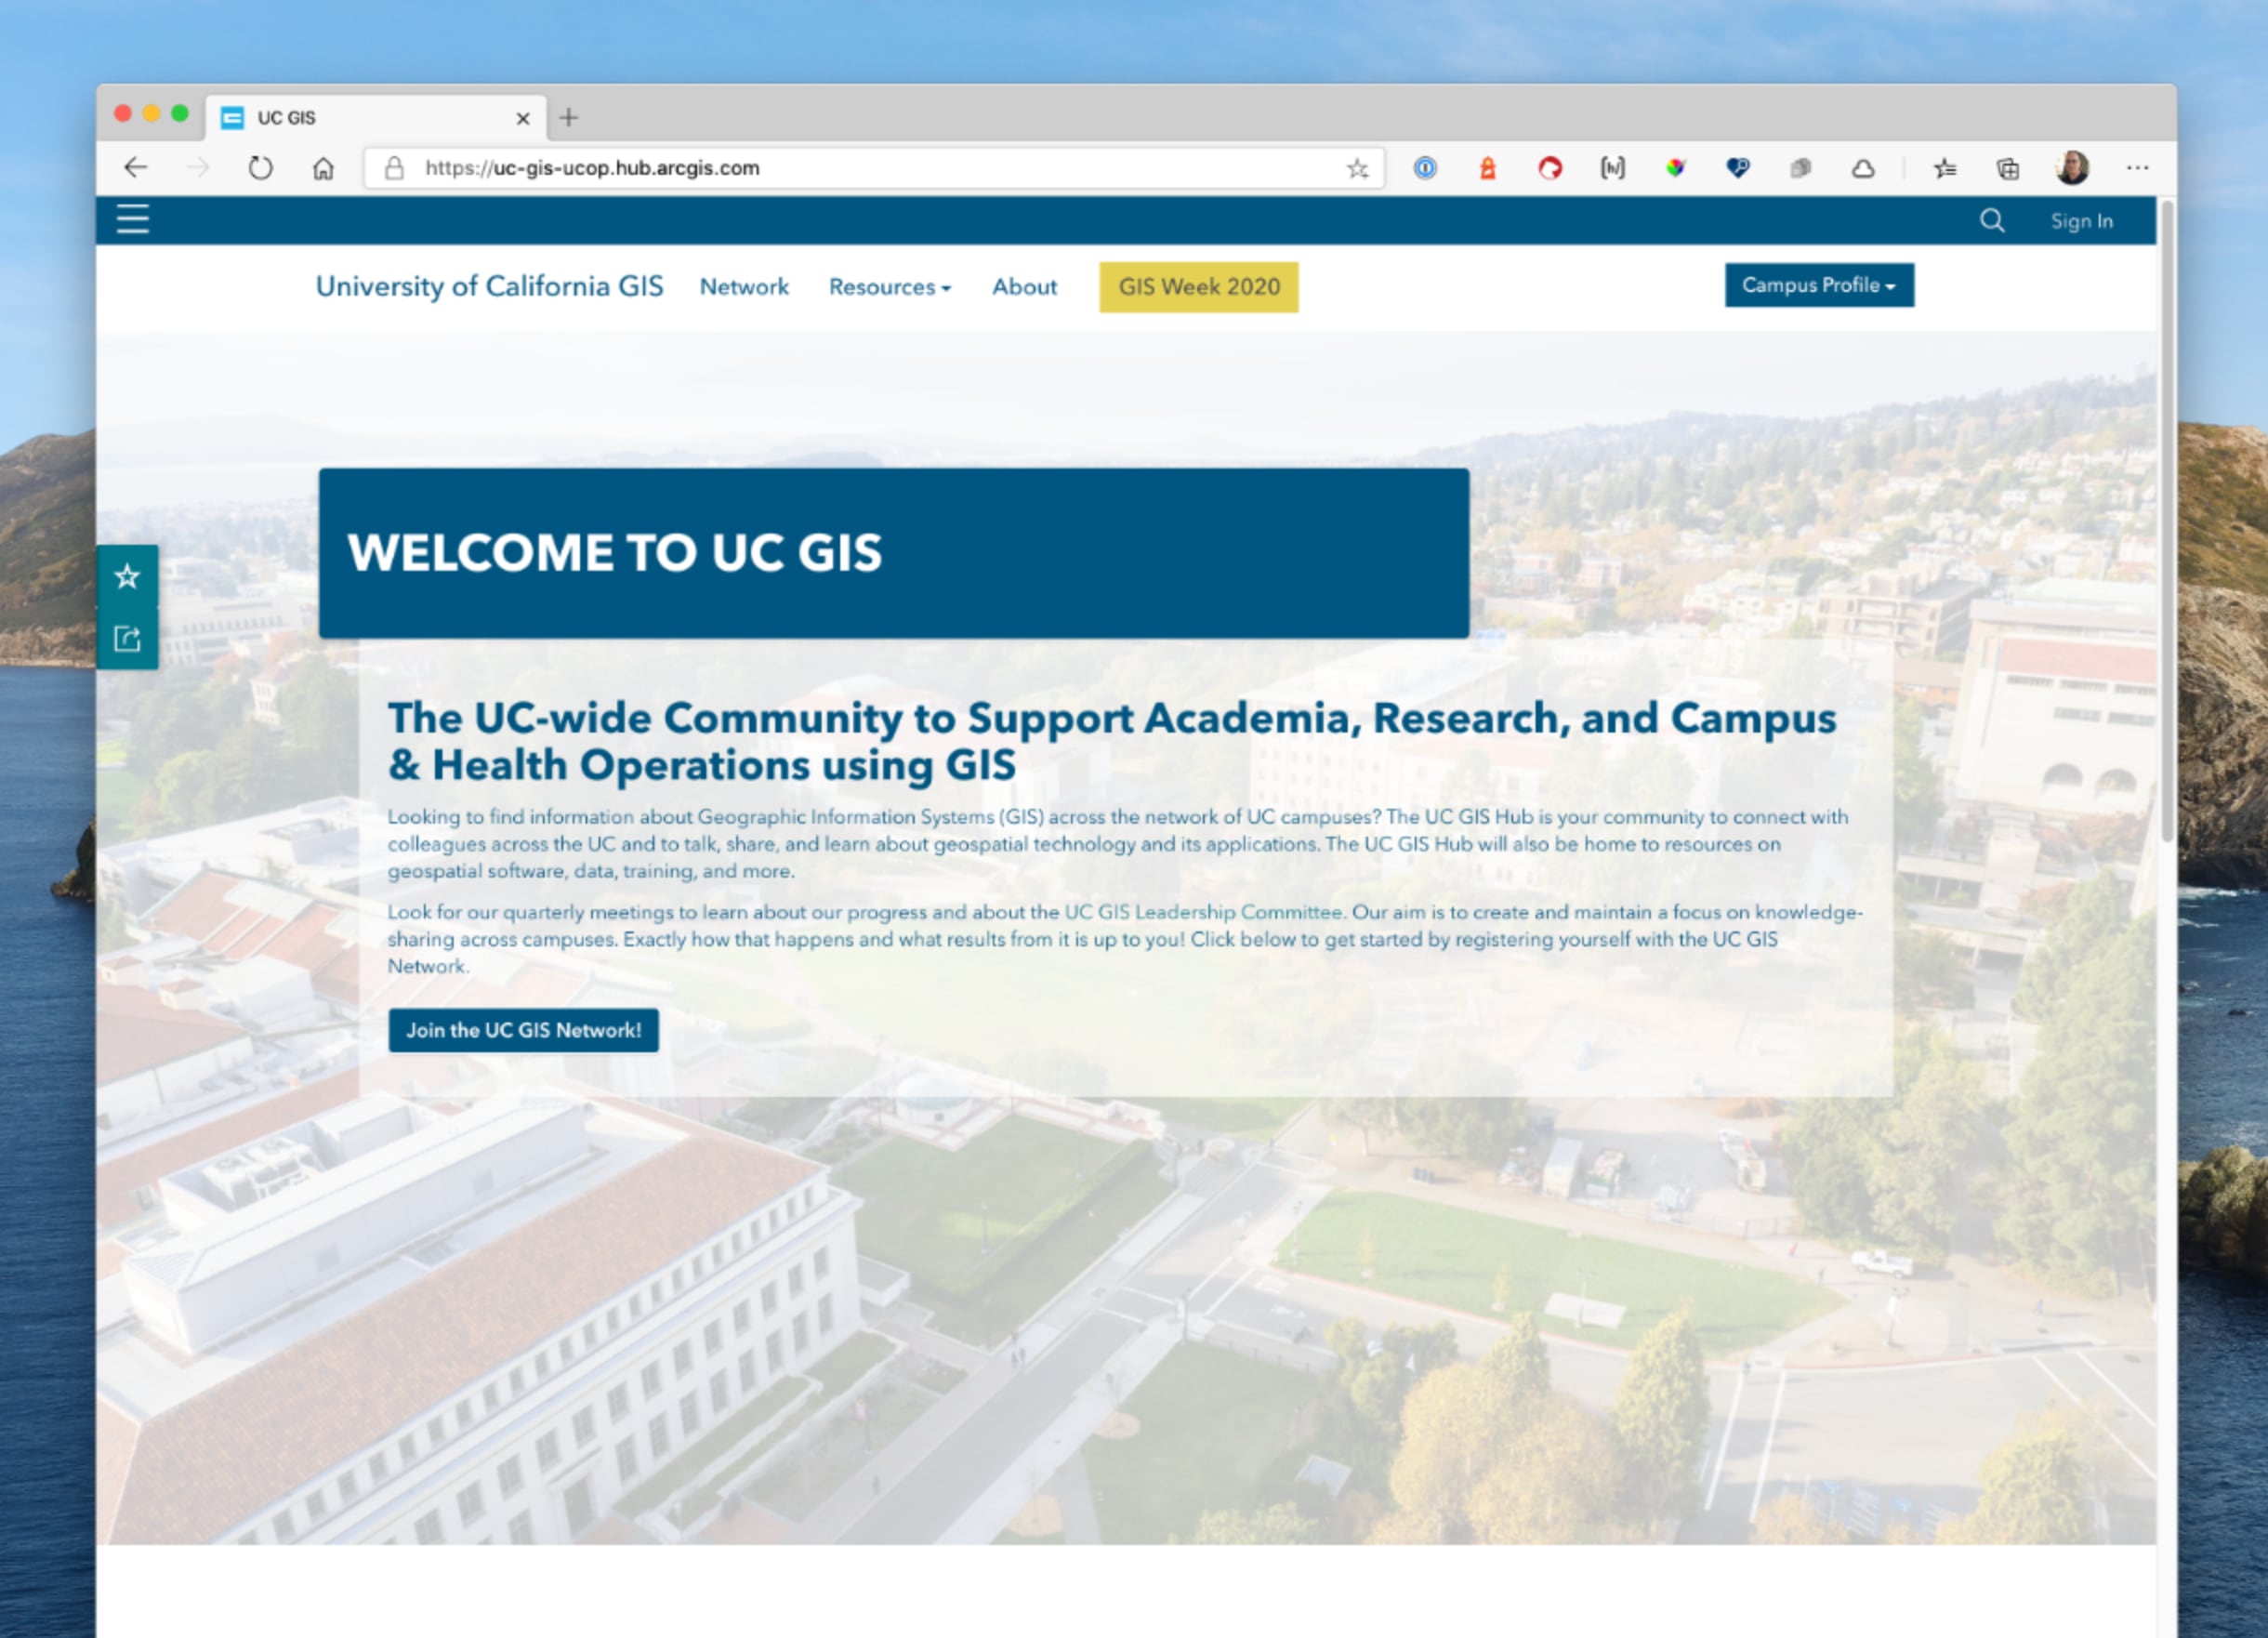 UC GIS
https://uc-gis-ucop.hub.arcgis.com
Sign In
University of California GIS Network Resources About GIS Week 2020 Campus Profile
WELCOME TO UC GIS
The UC-wide Community to Support Academia, Research, and Campus
& Health Operations using GIS
Looking to find information about Geographic Information Systems (GIS) across the network of UC campuses? The UC GIS Hub is your community to connect with
colleagues across the UC and to talk, share, and learn about geospatial technology and its applications. The UC GIS Hub will also be home to resources on
geospatial software, data, training, and more.
Look for our quarterly meetings to learn about our progress and about the UC GIS Leadership Committee. Our aim is to create and maintain a focus on knowledge-
sharing across campuses. Exactly how that happens and what results from it is up to you! Click below to get started by registering yourself with the UC GIS
Network.
Join the UC GIS Network!